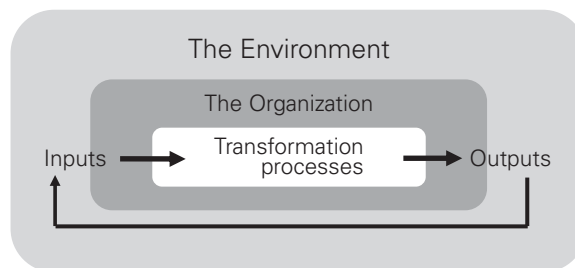 The Environment
The Organization
Inputs
Transformation
processes
Outputs